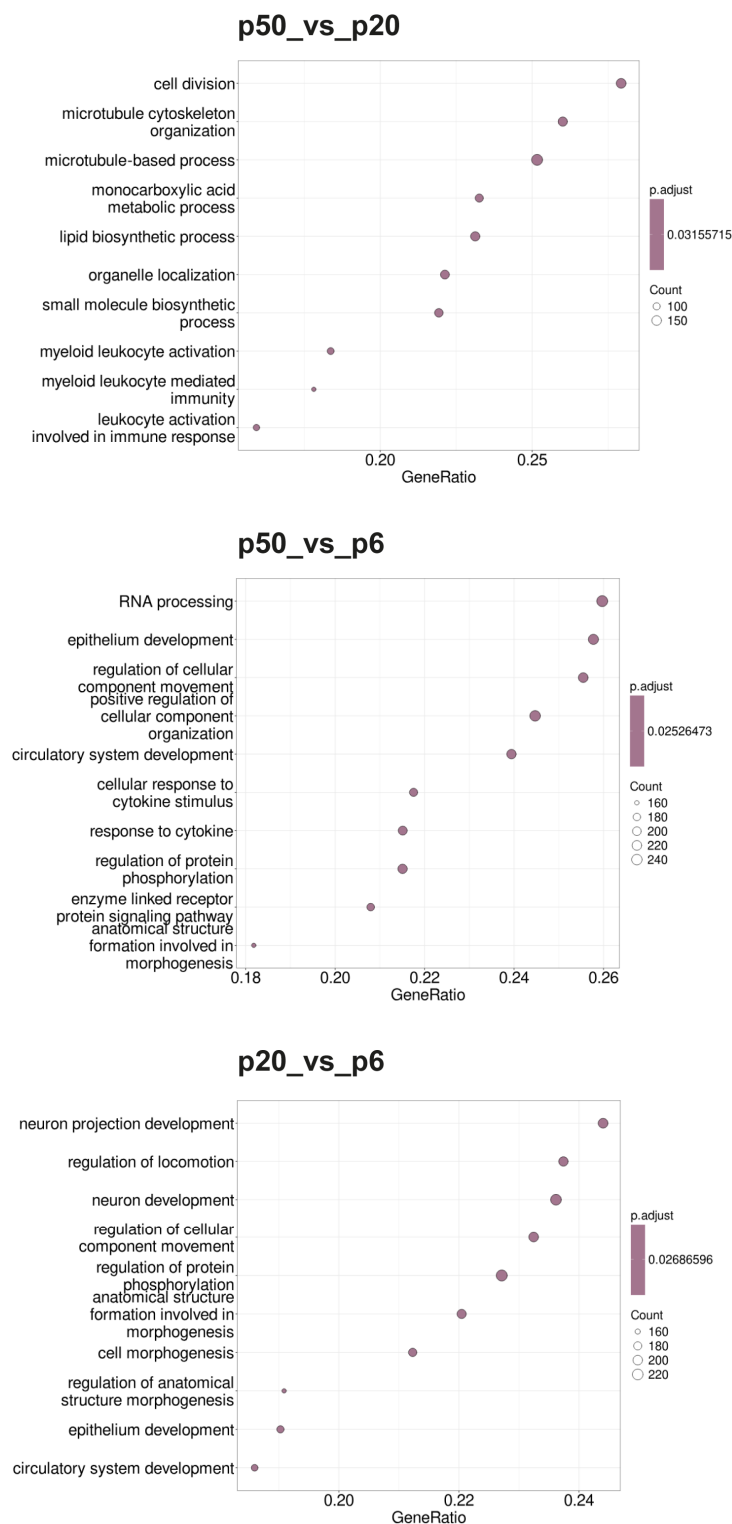 p50_vs_p20
cell division
microtubule cytoskeleton
organization
microtubule-based process
monocarboxylic acid
metabolic process
lipid biosynthetic process
organelle localization
small molecule biosynthetic
process
myeloid leukocyte activation
myeloid leukocyte mediated
immunity
leukocyte activation
involved in immune response
0.20 0.25
GeneRatio
p.adjust
0.03155715
Count
100
150
p50_vs_p6
RNA processing
epithelium development
regulation of cellular
component movement
positive regulation of
cellular component
organization
circulatory system development
cellular response to
cytokine stimulus
response to cytokine
regulation of protein
phosphorylation
enzyme linked receptor
protein signaling pathway
anatomical structure
formation involved in
morphogenesis
0.18 0.20 0.22 0.24 0.26
GeneRatio
p.adjust
0.02526473
Count
160
180
200
220
240
p20_vs_p6
neuron projection development
regulation of locomotion
neuron development
regulation of cellular
component movement
regulation of protein
phosphorylation
anatomical structure
formation involved in
morphogenesis
cell morphogenesis
regulation of anatomical
structure morphogenesis
epithelium development
circulatory system development
0.20 0.22 0.24
GeneRatio
p.adjust
0.02686596
Count
160
180
200
220